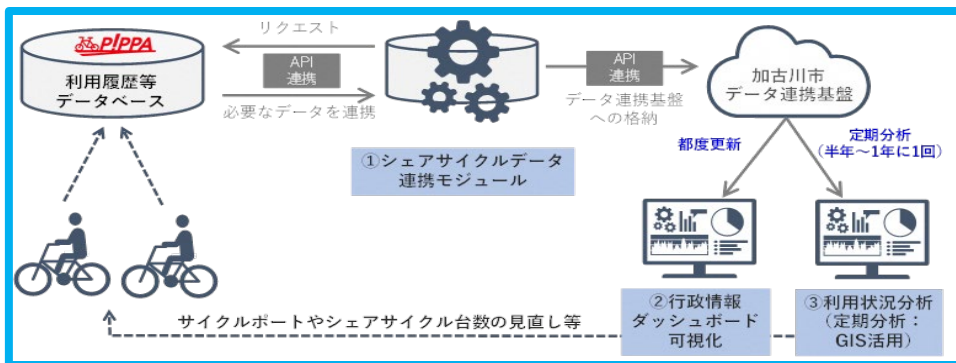 PiPPA
利用履歴等
データベース
リクエスト
API
連携
必要なデータを連携
①シェアサイクルデータ
連携モジュール
API
連携
データ連携基盤
への格納
加古川市
データ連携基盤
都度更新
定期分析
(半年~1年に1回)
②行政情報
ダッシュボード
可視化
③利用状況分析
(定期分析:
GIS活用)
サイクルポートやシェアサイクル台数の見直し等